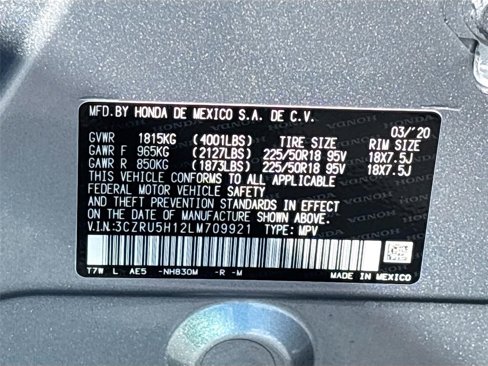 MFD.BY HONDA DE MEXICO S.A. DE C.V.
03/'20
GVWR 1815KG (4001LBS) TIRE SIZE RIM SIZE
GAWR F 965KG (2127LBS) 225/50R18 95V 18X7.5J
GAWR R 850KG (1873LBS) 225/50R18 95V 18X7.5J
THIS VEHICLE CONFORMS TO ALL APPLICABLE
FEDERAL MOTOR VEHICLE SAFETY
AND THEFT PREVENTION STANDARDS IN EFFECT
ON THE DATE OF MANUFACTURE SHOWN ABOVE.
V.I.N:3CZRU5H12LM709921 TYPE: MPV
T7W L AE5 -NH830M -R -M
MADE IN MEXICO